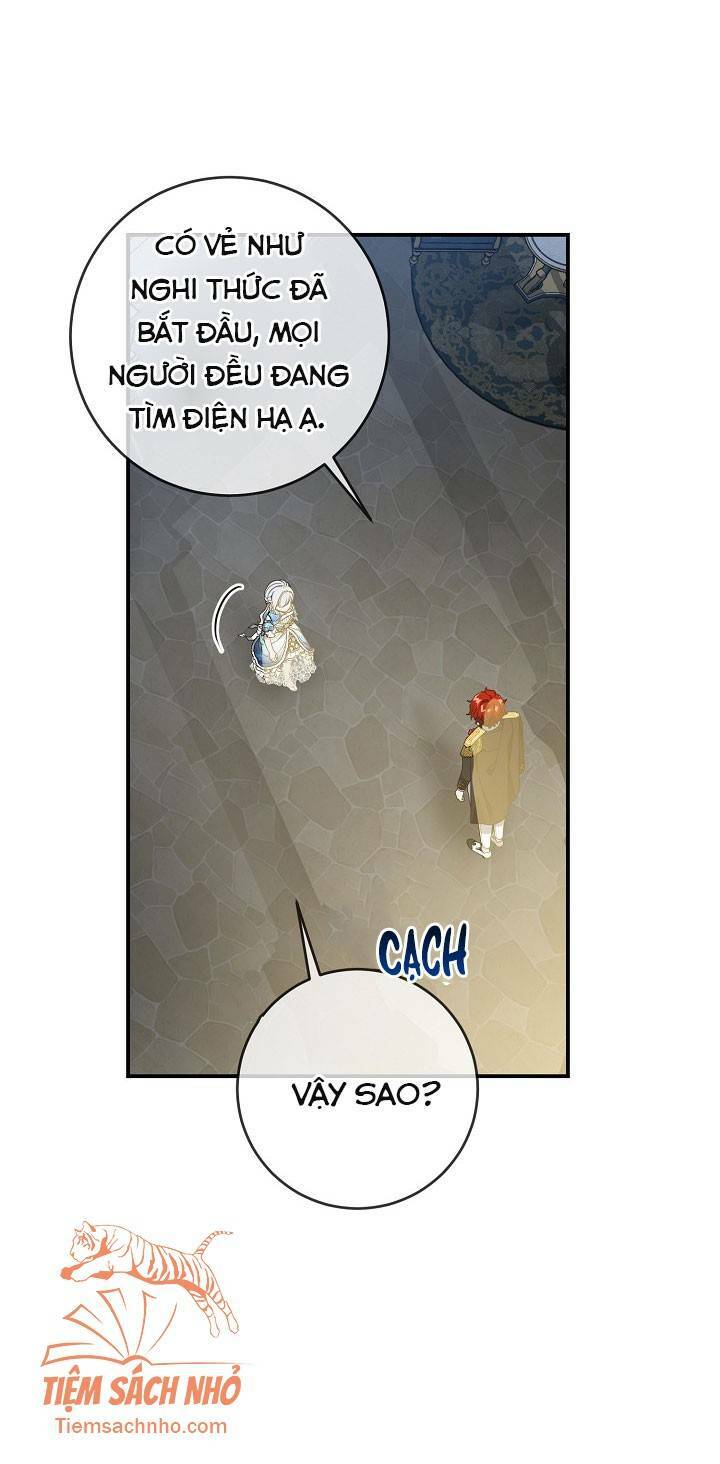 CÓ VẺ NHƯ
NGHI THỨC ĐÃ
BẮT ĐẦU, MỌI
NGƯỜI ĐỀU ĐANG
TÌM ĐIỆN HẠ Ạ.
CẠCH
VẬY SAO?
TIỆM SÁCH NHỎ
Tiemsachnho.com